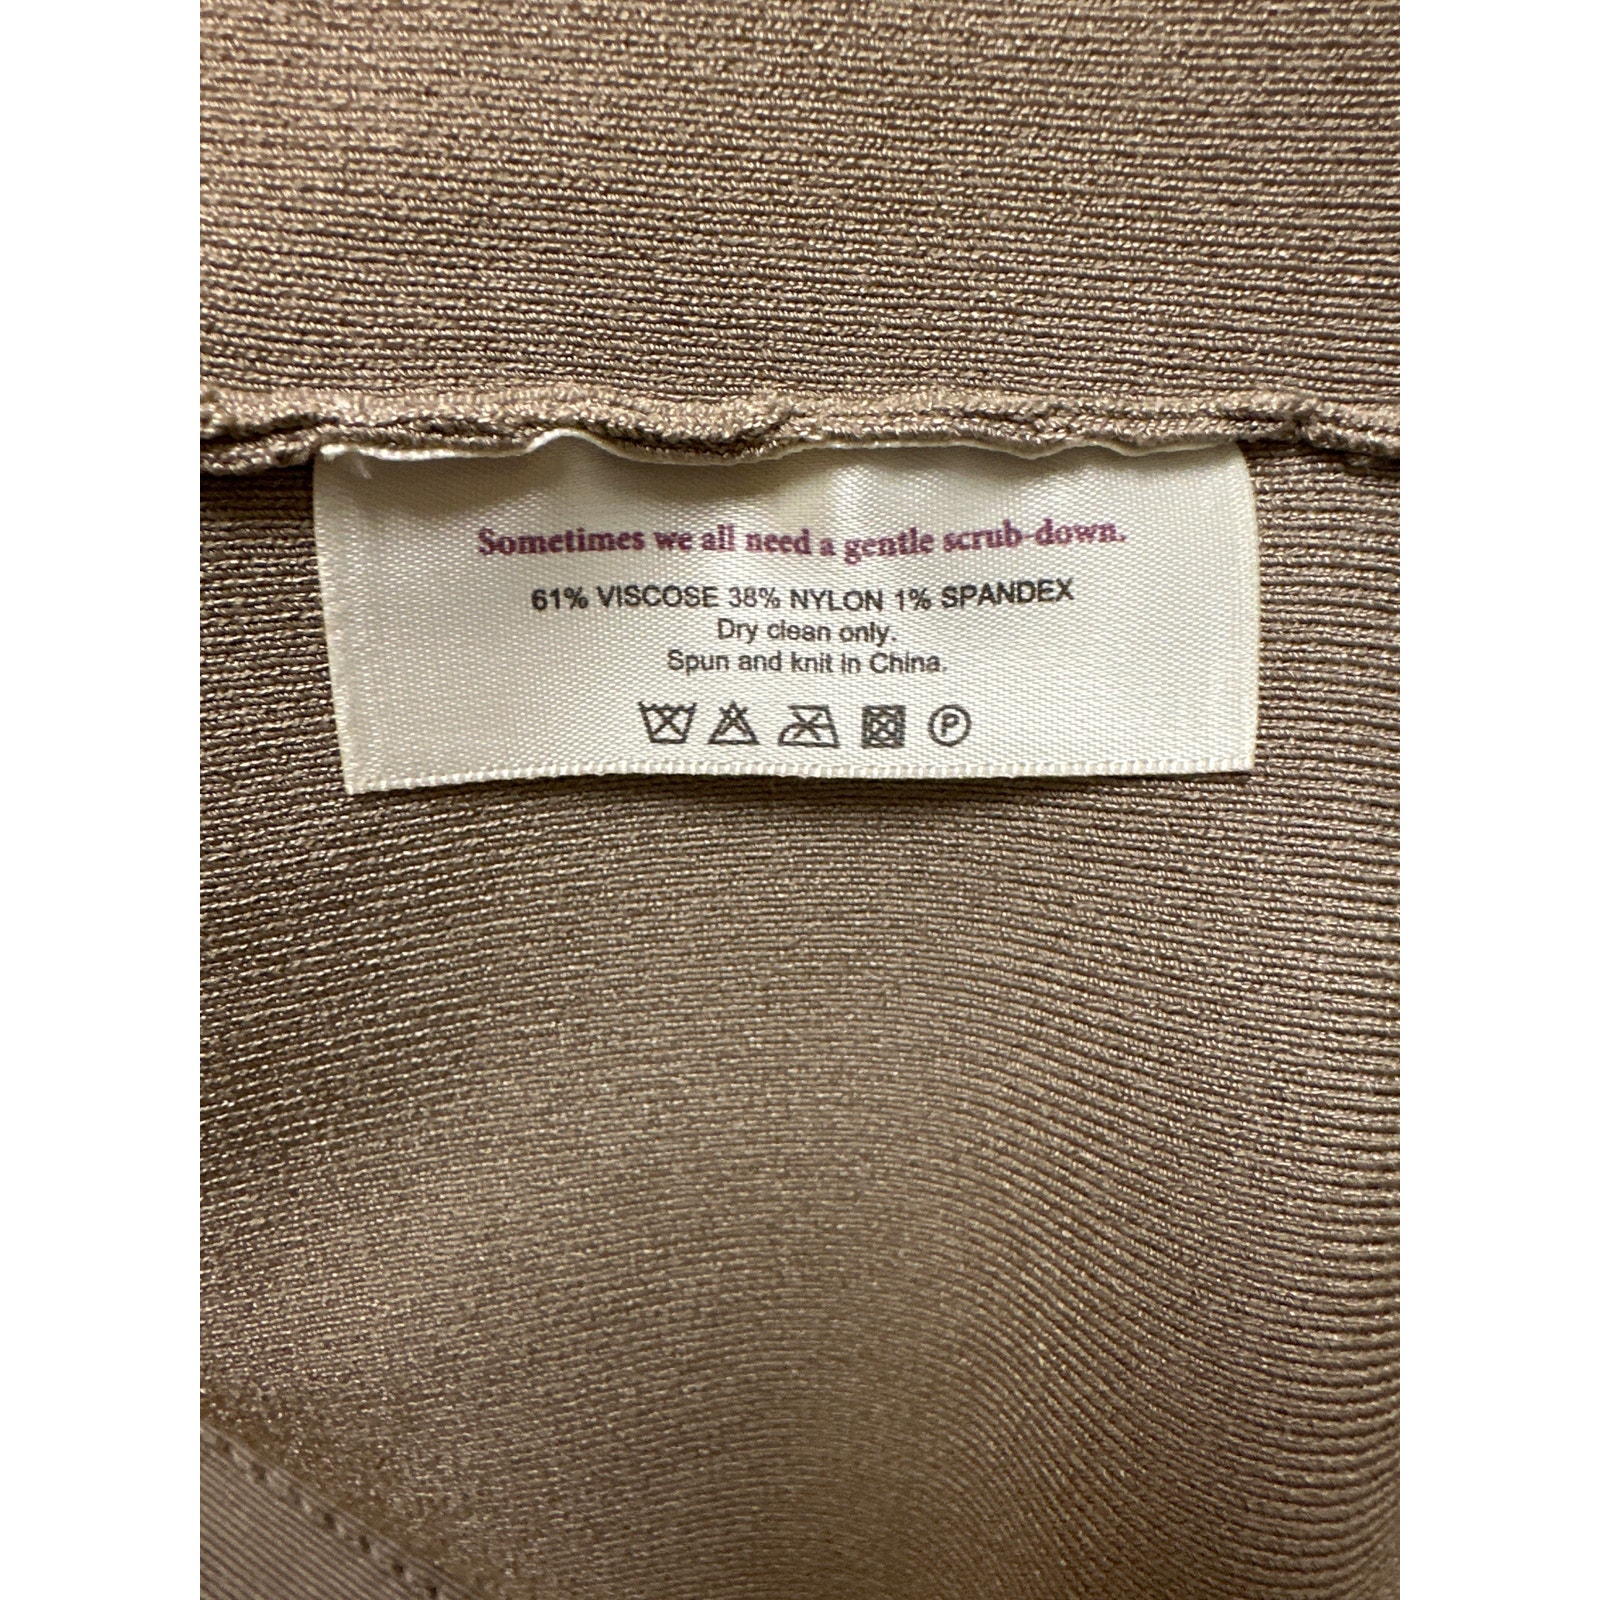 Sometimes we all need a gentle scrub-down.
61% VISCOSE 38% NYLON 1% SPANDEX
Dry clean only.
Spun and knit in China.
P